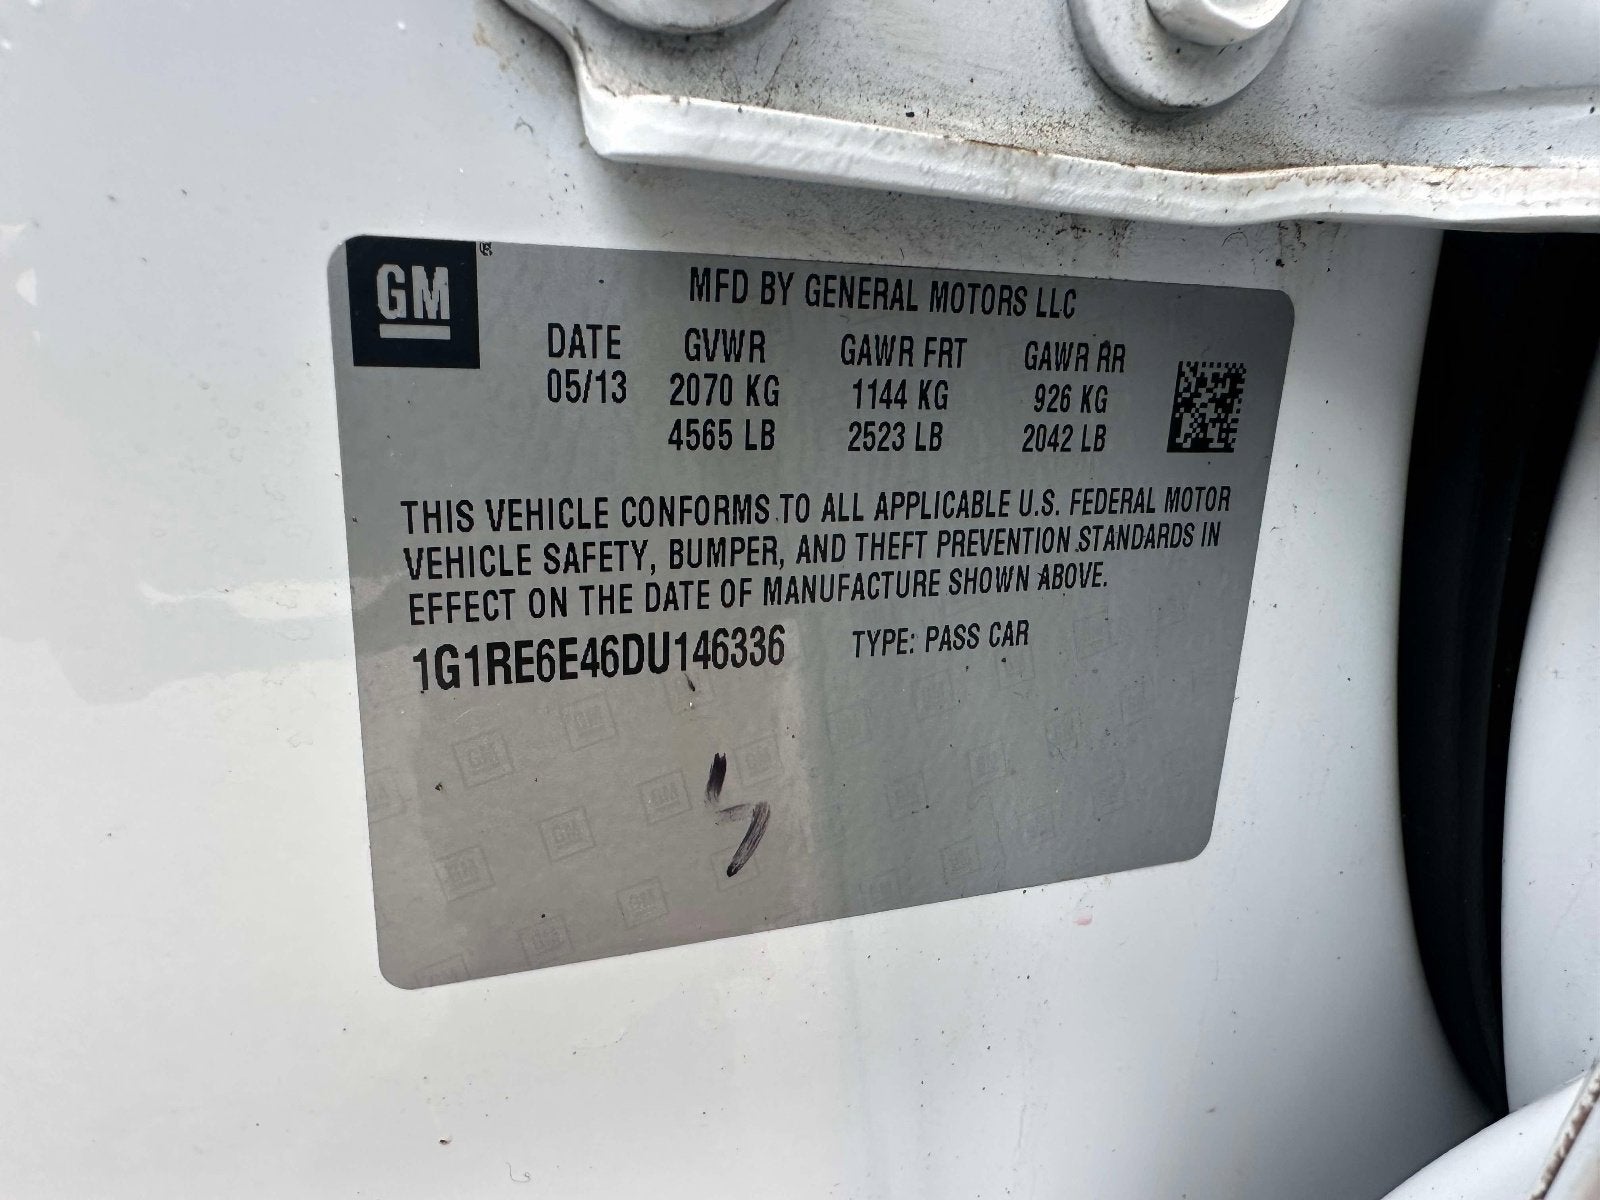 GM
MFD BY GENERAL MOTORS LLC
DATE GVWR GAWR FRT GAWR RR
05/13 2070 KG 1144 KG 926 KG
4565 LB 2523 LB 2042 LB
THIS VEHICLE CONFORMS TO ALL APPLICABLE U.S. FEDERAL MOTOR
VEHICLE SAFETY, BUMPER, AND THEFT PREVENTION STANDARDS IN
EFFECT ON THE DATE OF MANUFACTURE SHOWN ABOVE.
1G1RE6E46DU146336 TYPE: PASS CAR